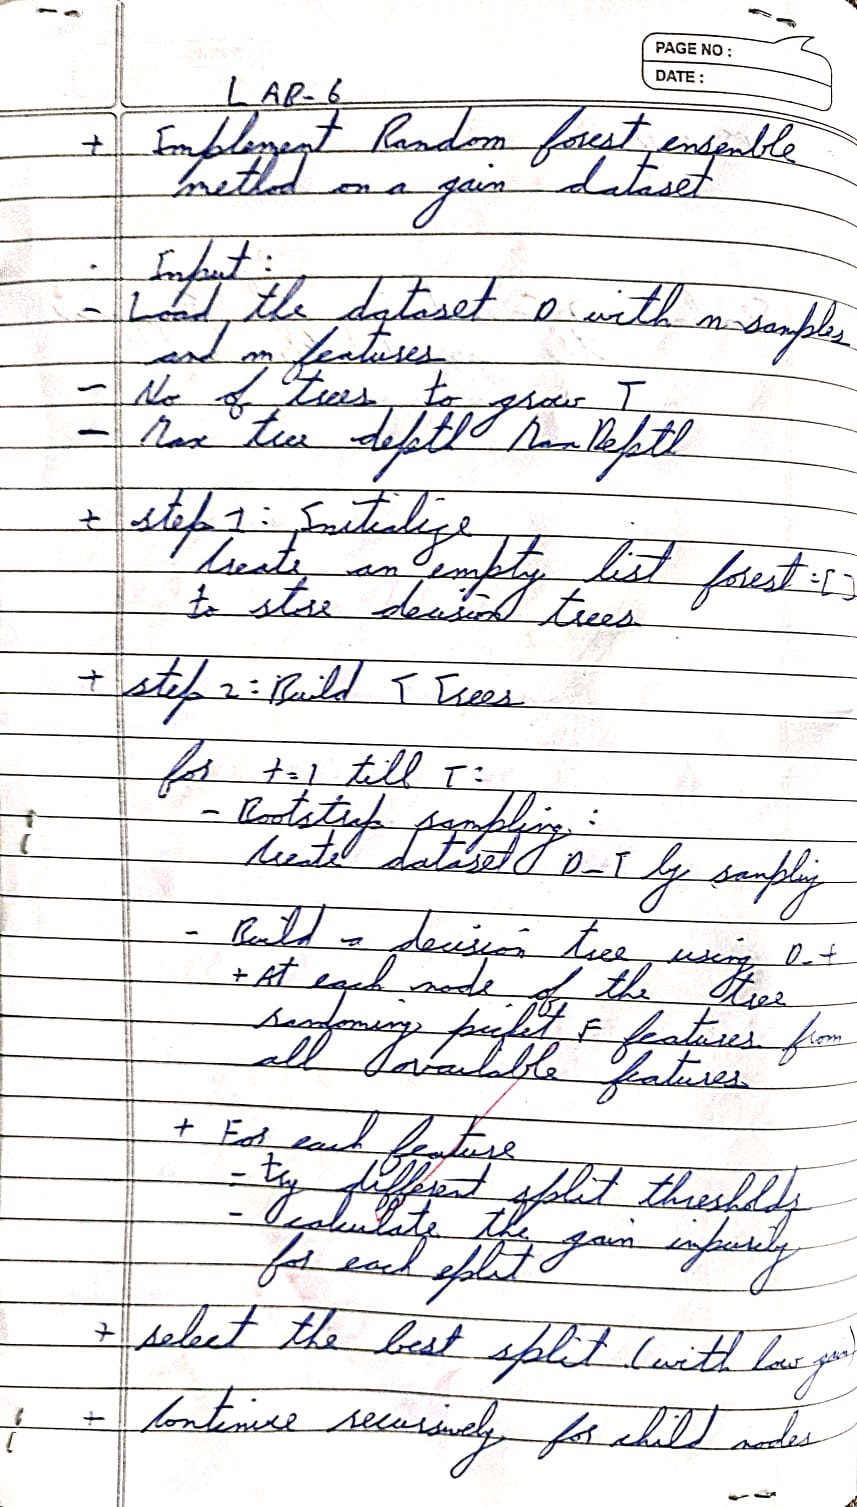 PAGE NO :
DATE :
LAB-6
+ Implement Random forest ensemble
method on a gain dataset
. Input :
- Load the dataset D with n samples
and m features
- No of trees to grow T
- Max tree depth MaxDepth
+ step 1 : Initialize
Create an empty list forest = []
to store decision trees
+ step 2 : Build T Trees
for t=1 till T :
- Bootstrap sampling :
Create dataset D_T by sampling
- Build a decision tree using D_t
+ At each node of the tree
F features from
all available features
+ For each feature
- try different split thresholds
- calculate the gain impurity
for each split
+ select the best split (with low gain)
+ Continue recursively for child nodes